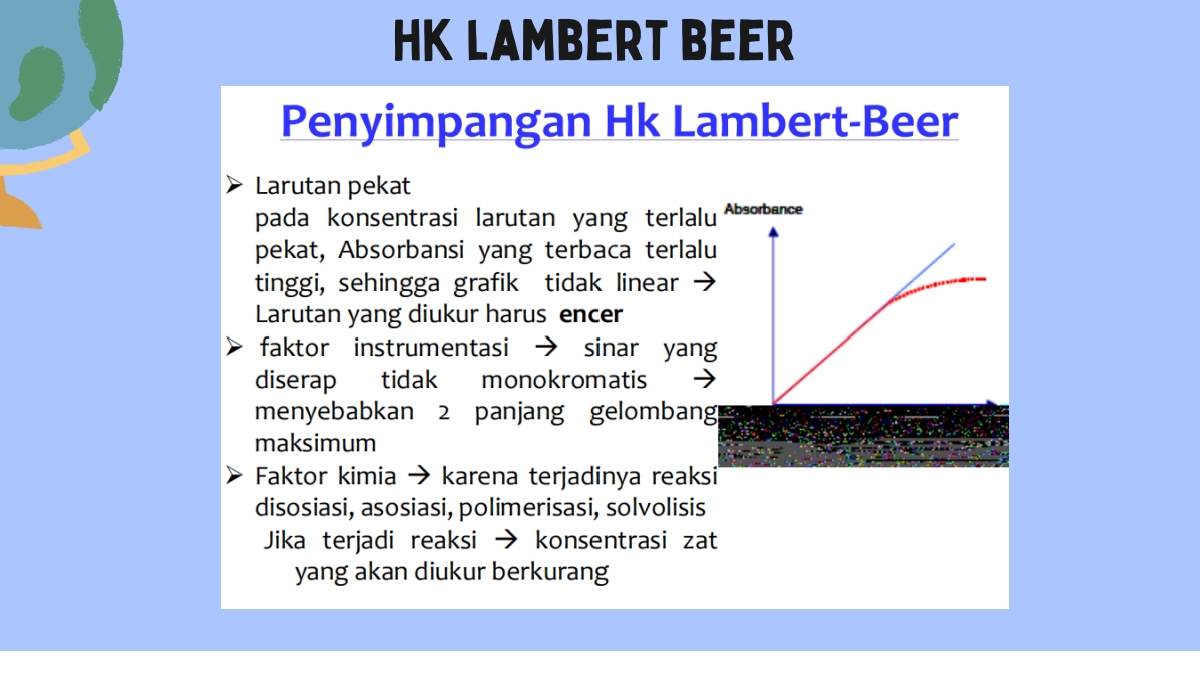 HK LAMBERT BEER
Penyimpangan Hk Lambert-Beer
➢ Larutan pekat
pada konsentrasi larutan yang terlalu
pekat, Absorbansi yang terbaca terlalu
tinggi, sehingga grafik tidak linear →
Larutan yang diukur harus encer
➢ faktor instrumentasi → sinar yang
diserap tidak monokromatis →
menyebabkan 2 panjang gelombang
maksimum
➢ Faktor kimia → karena terjadinya reaksi
disosiasi, asosiasi, polimerisasi, solvolisis
Jika terjadi reaksi → konsentrasi zat
yang akan diukur berkurang
Absorbance